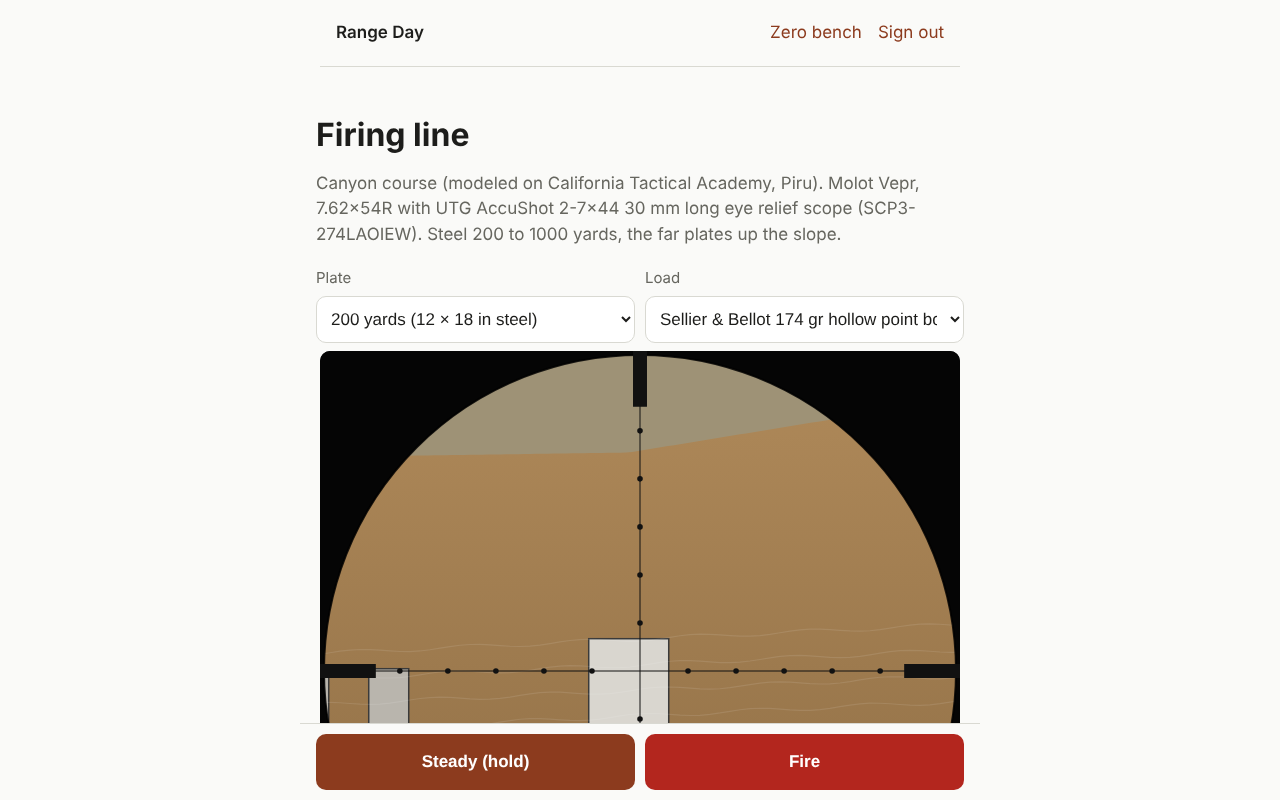 Range Day
Zero bench
Sign out
Firing line
Canyon course (modeled on California Tactical Academy, Piru). Molot Vepr,
7.62×54R with UTG AccuShot 2-7×44 30 mm long eye relief scope (SCP3-
274LAOIEW). Steel 200 to 1000 yards, the far plates up the slope.
Plate
Load
200 yards (12 × 18 in steel)
Sellier & Bellot 174 gr hollow point bo
Steady (hold)
Fire